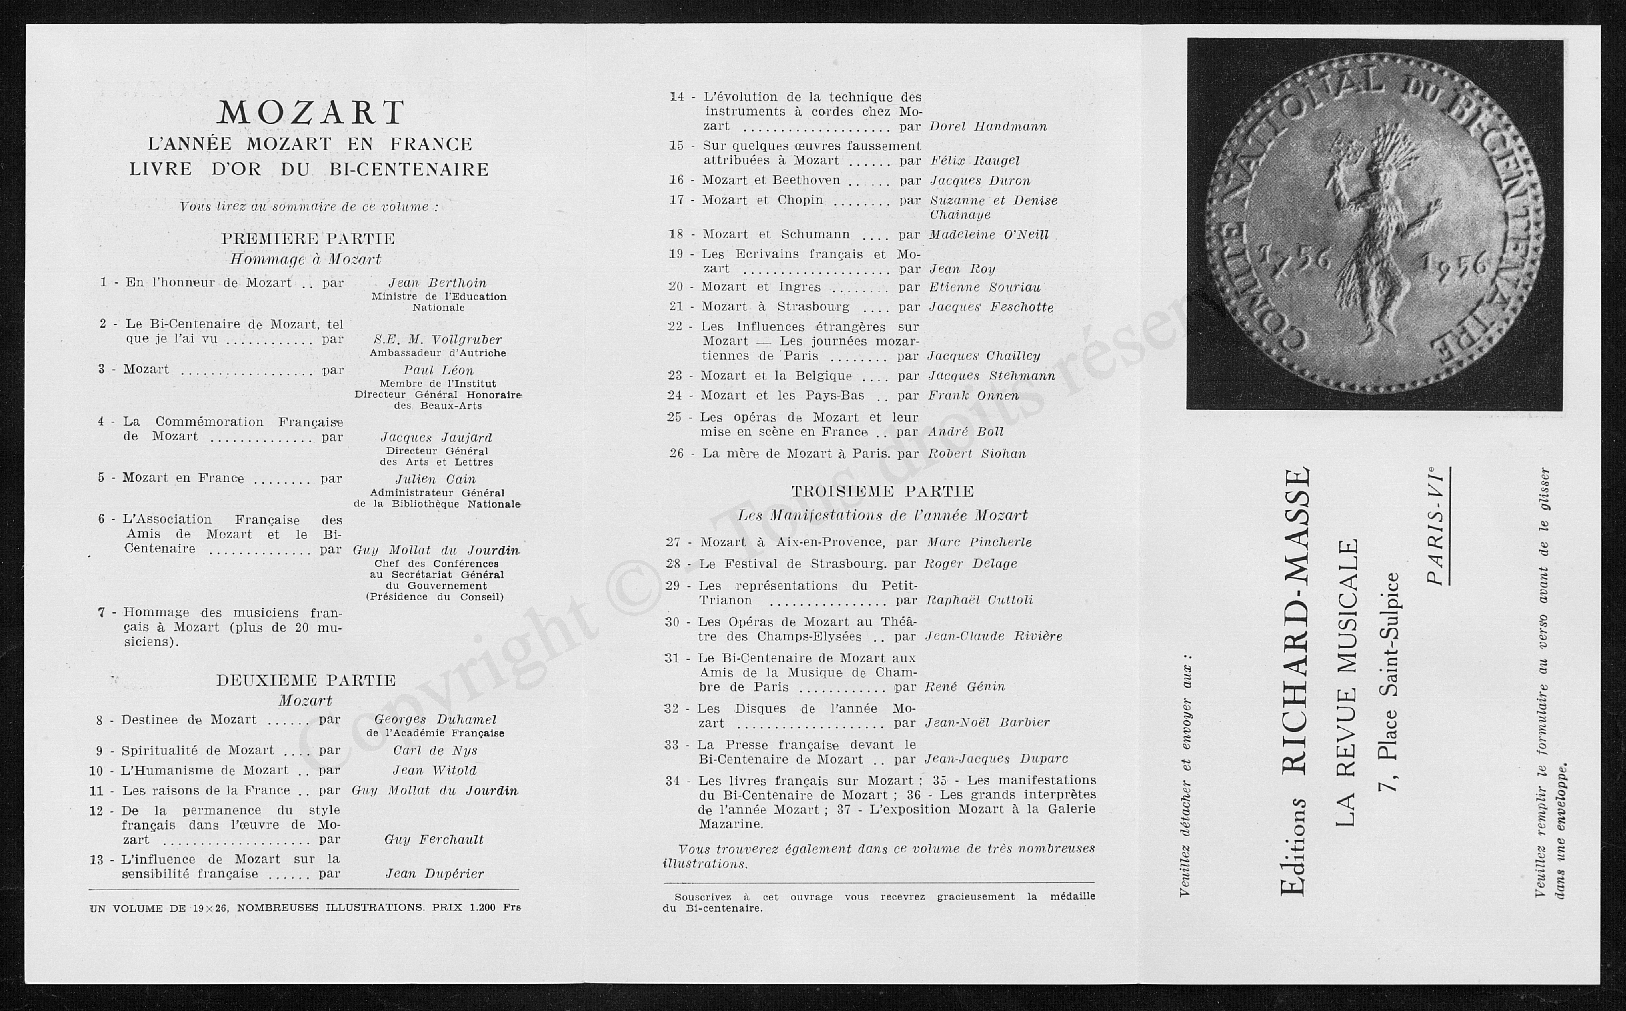 MOZART
L'ANNÉE MOZART EN FRANCE
LIVRE D'OR DU BI-CENTENAIRE
Vous lirez au sommaire de ce volume :
PREMIERE PARTIE
Hommage à Mozart
1 - En l'honneur de Mozart .. par Jean Berthoin
Ministre de l'Education
Nationale
2 - Le Bi-Centenaire de Mozart, tel
que je l'ai vu ............ par S.E. M. Vollgruber
Ambassadeur d'Autriche
3 - Mozart .................. par Paul Léon
Membre de l'Institut
Directeur Général Honoraire
des Beaux-Arts
4 - La Commémoration Française
de Mozart .............. par Jacques Jaujard
Directeur Général
des Arts et Lettres
5 - Mozart en France ........ par Julien Cain
Administrateur Général
de la Bibliothèque Nationale
6 - L'Association Française des
Amis de Mozart et le Bi-
Centenaire .............. par Guy Mollat du Jourdin
Chef des Conférences
au Secrétariat Général
du Gouvernement
(Présidence du Conseil)
7 - Hommage des musiciens fran-
çais à Mozart (plus de 20 mu-
siciens).
DEUXIEME PARTIE
Mozart
8 - Destinee de Mozart ...... par Georges Duhamel
de l'Académie Française
9 - Spiritualité de Mozart .... par Carl de Nys
10 - L'Humanisme de Mozart .. par Jean Witold
11 - Les raisons de la France .. par Guy Mollat du Jourdin
12 - De la permanence du style
français dans l'œuvre de Mo-
zart .................... par Guy Ferchault
13 - L'influence de Mozart sur la
sensibilité française ...... par Jean Dupérier
UN VOLUME DE 19×26, NOMBREUSES ILLUSTRATIONS. PRIX 1.200 Frs
14 - L'évolution de la technique des
instruments à cordes chez Mo-
zart .................... par Dorel Handmann
15 - Sur quelques œuvres faussement
attribuées à Mozart ...... par Félix Raugel
16 - Mozart et Beethoven ...... par Jacques Duron
17 - Mozart et Chopin ........ par Suzanne et Denise
Chainaye
18 - Mozart et Schumann .... par Madeleine O'Neill
19 - Les Ecrivains français et Mo-
zart .................... par Jean Roy
20 - Mozart et Ingres ........ par Etienne Souriau
21 - Mozart à Strasbourg .... par Jacques Feschotte
22 - Les Influences étrangères sur
Mozart — Les journées mozar-
tiennes de Paris ........ par Jacques Chailley
23 - Mozart et la Belgique .... par Jacques Stehmann
24 - Mozart et les Pays-Bas .. par Frank Onnen
25 - Les opéras de Mozart et leur
mise en scène en France .. par André Boll
26 - La mère de Mozart à Paris. par Robert Siohan
TROISIEME PARTIE
Les Manifestations de l'année Mozart
27 - Mozart à Aix-en-Provence, par Marc Pincherle
28 - Le Festival de Strasbourg. par Roger Delage
29 - Les représentations du Petit-
Trianon ................ par Raphaël Cuttoli
30 - Les Opéras de Mozart au Théâ-
tre des Champs-Elysées .. par Jean-Claude Rivière
31 - Le Bi-Centenaire de Mozart aux
Amis de la Musique de Cham-
bre de Paris ............ par René Génin
32 - Les Disques de l'année Mo-
zart .................... par Jean-Noël Barbier
33 - La Presse française devant le
Bi-Centenaire de Mozart .. par Jean-Jacques Duparc
34 - Les livres français sur Mozart ; 35 - Les manifestations
du Bi-Centenaire de Mozart ; 36 - Les grands interprètes
de l'année Mozart ; 37 - L'exposition Mozart à la Galerie
Mazarine.
Vous trouverez également dans ce volume de très nombreuses
illustrations.
Souscrivez à cet ouvrage vous recevrez gracieusement la médaille
du Bi-centenaire.
COMITE NATIONAL DU BICENTENAIRE
1756 1956
Veuillez détacher et envoyer aux :
Editions RICHARD-MASSE
LA REVUE MUSICALE
7, Place Saint-Sulpice
PARIS-VIe
Veuillez remplir le formulaire au verso avant de le glisser
dans une enveloppe.
Copyright © Tous droits réservés